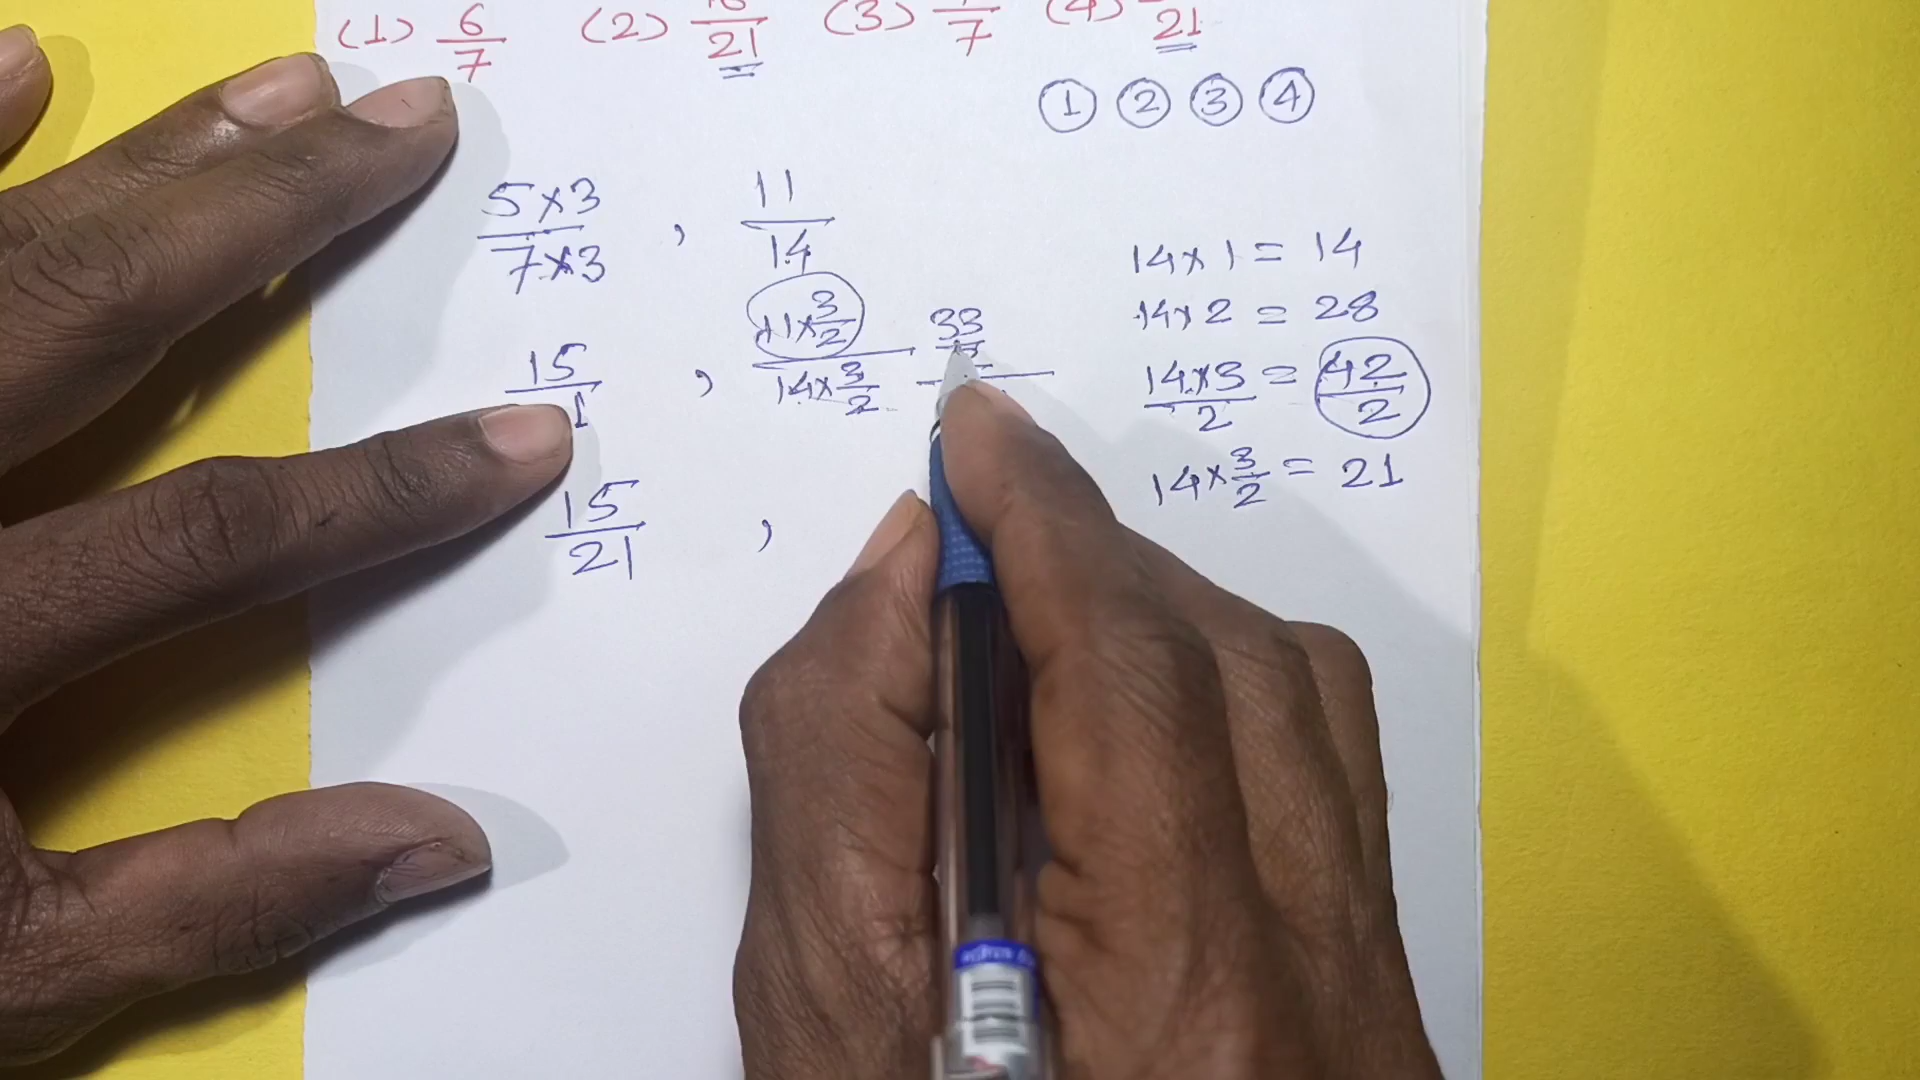 (1) 6/7 (2) /21 (3) /7 (4) /21
① ② ③ ④
5×3/7×3 , 11/14
14×1 = 14
14×2 = 28
15/ 1 , 11×3/2 / 14×3/2 33
14×3/2 = 42/2
14×3/2 = 21
15/21 ,